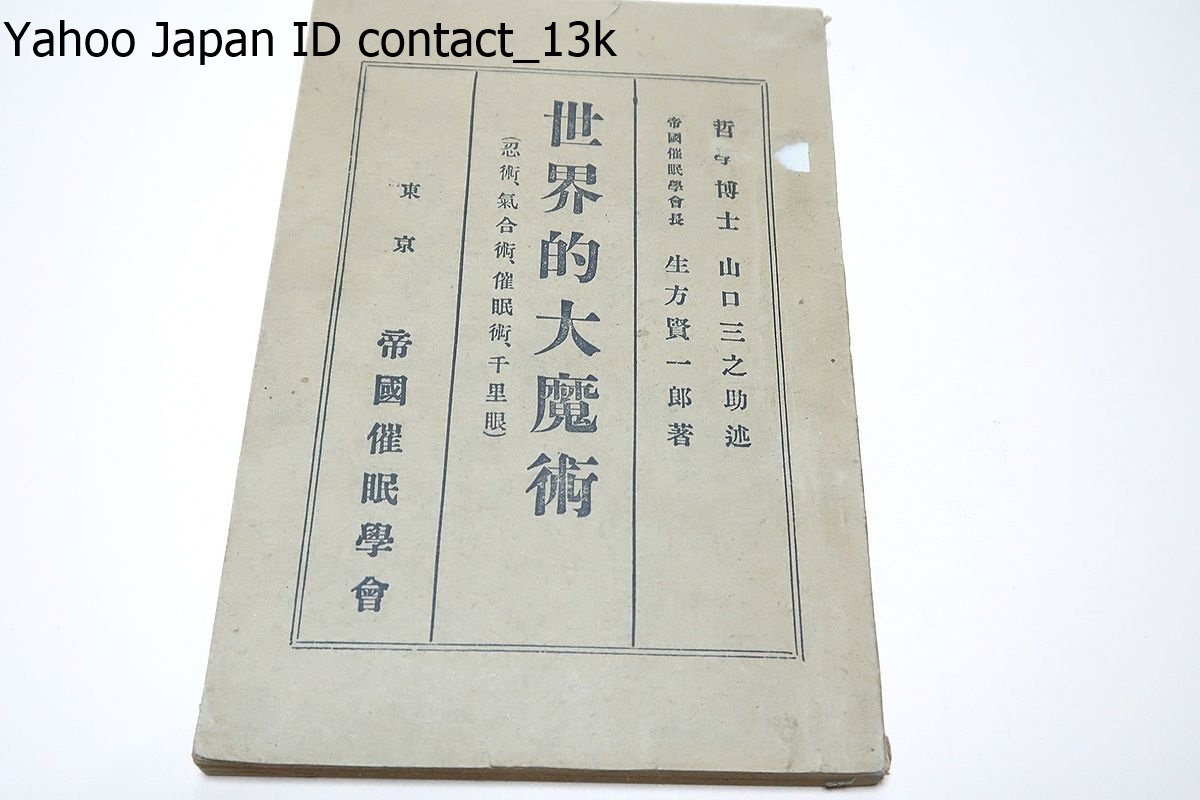 Yahoo Japan ID contact_13k
哲学博士 山口三之助述
帝國催眠學會長 生方賢一郎著
世界的大魔術
(忍術、氣合術、催眠術、千里眼)
東京 帝國催眠學會